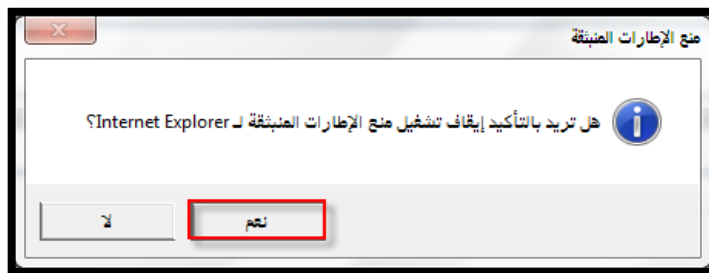 منع الإطارات المنبثقة
هل تريد بالتأكيد إيقاف تشغيل منع الإطارات المنبثقة لـ Internet Explorer؟
نعم
لا